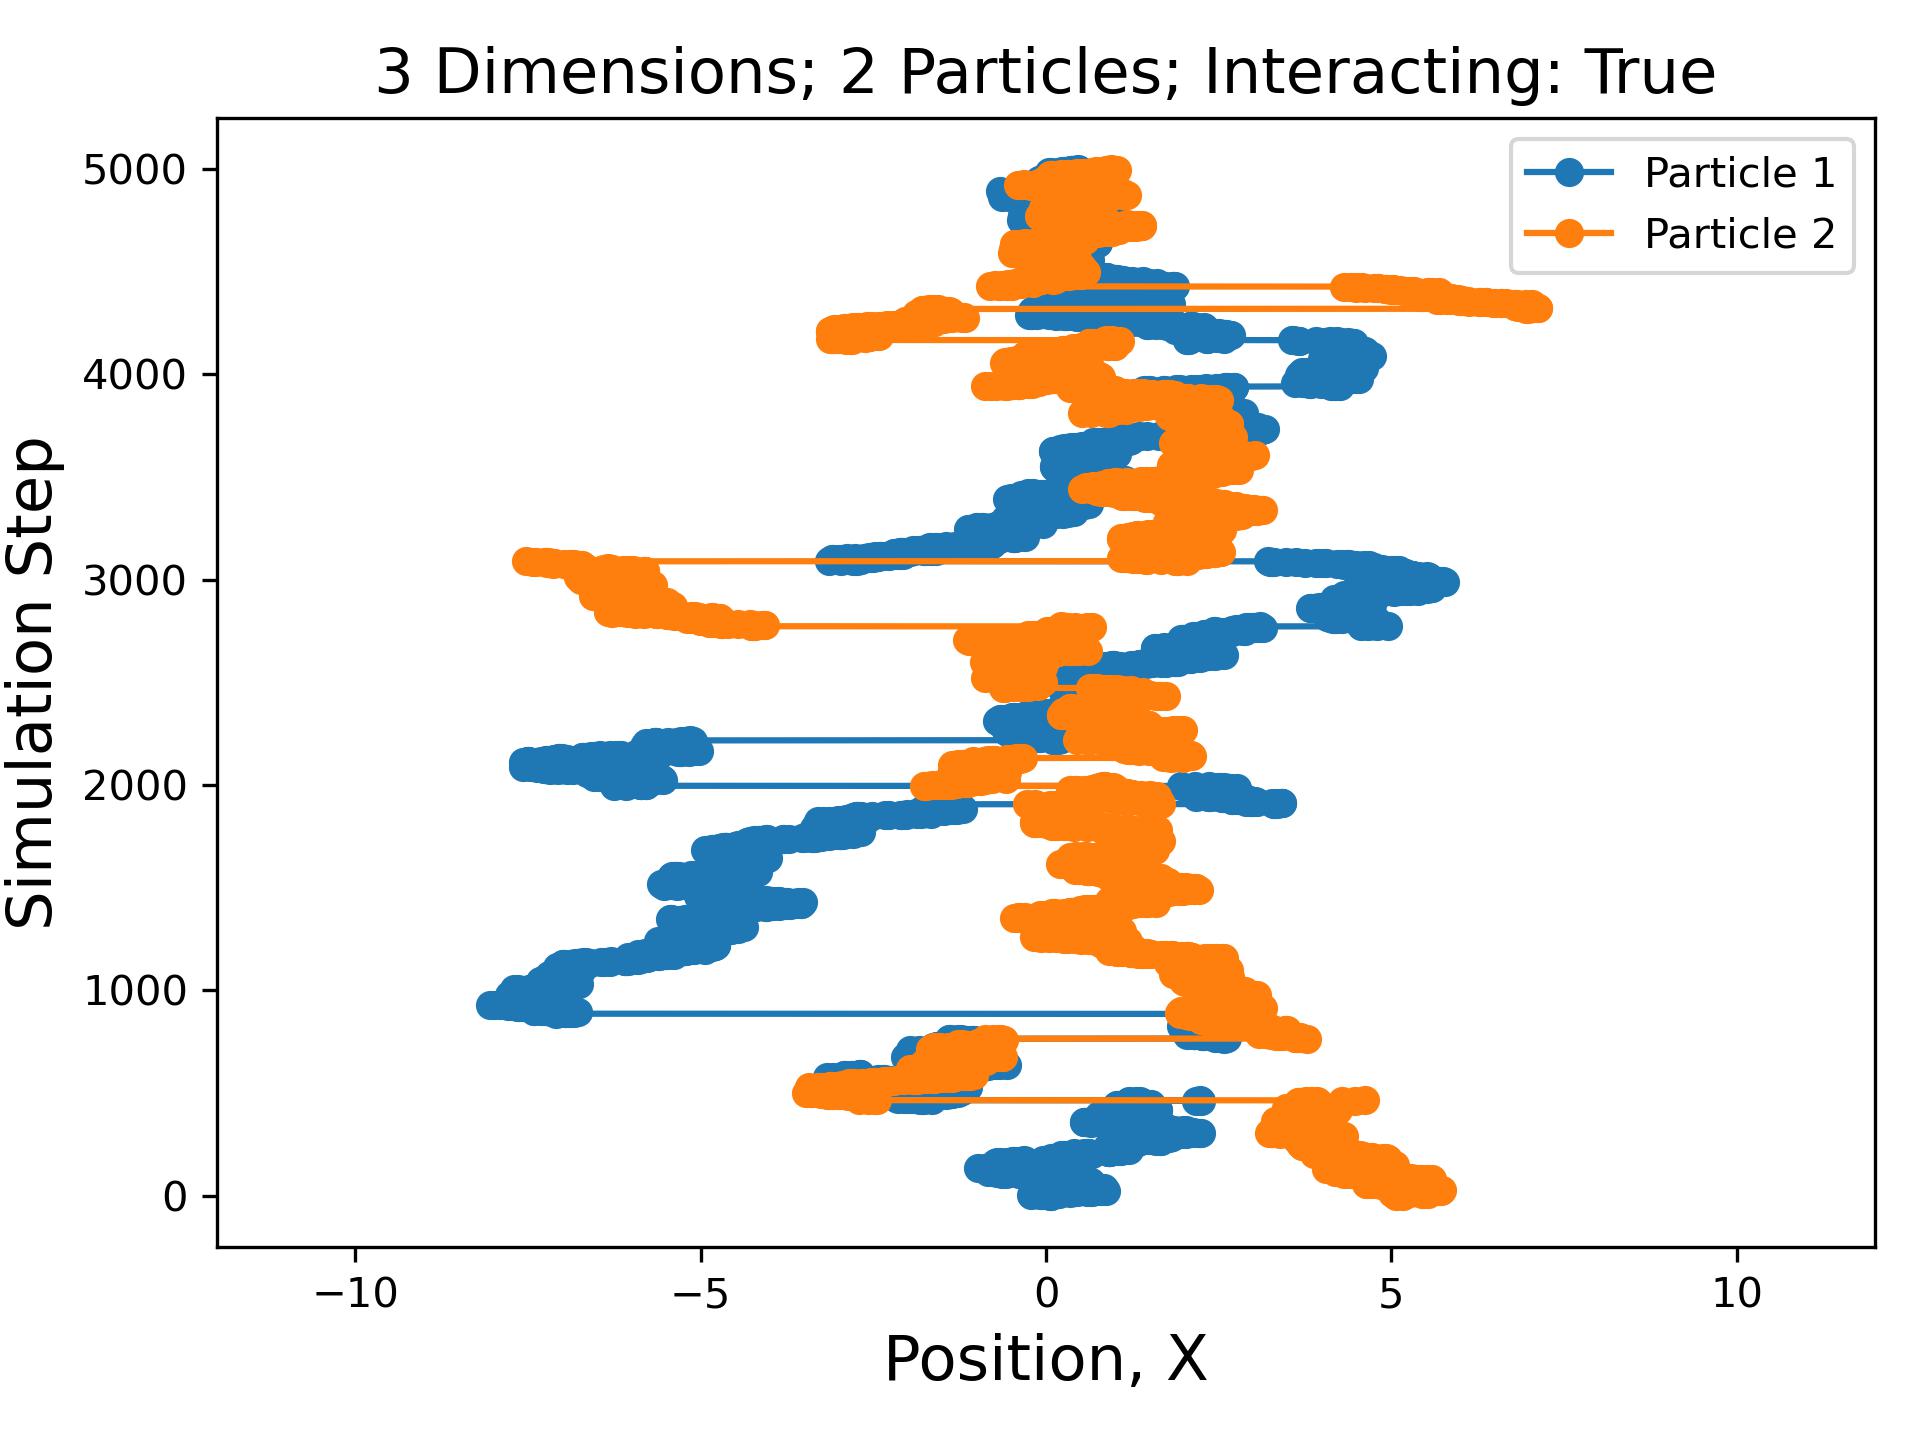 3 Dimensions; 2 Particles; Interacting: True
Particle 1
Particle 2
5000
4000
3000
2000
1000
0
Simulation Step
−10
−5
0
5
10
Position, X